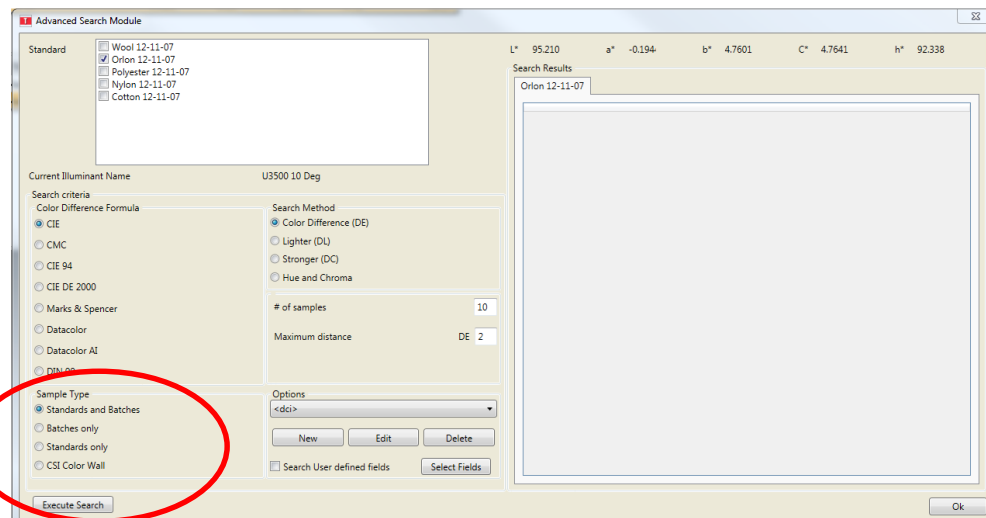 Advanced Search Module
Standard
Wool 12-11-07
Orlon 12-11-07
Polyester 12-11-07
Nylon 12-11-07
Cotton 12-11-07
L* 95.210 a* -0.194 b* 4.7601 C* 4.7641 h* 92.338
Search Results
Orlon 12-11-07
Current Illuminant Name U3500 10 Deg
Search criteria
Color Difference Formula
CIE
CMC
CIE 94
CIE DE 2000
Marks & Spencer
Datacolor
Datacolor AI
Search Method
Color Difference (DE)
Lighter (DL)
Stronger (DC)
Hue and Chroma
# of samples 10
Maximum distance DE 2
Sample Type
Standards and Batches
Batches only
Standards only
CSI Color Wall
Options
<dci>
New Edit Delete
Search User defined fields Select Fields
Execute Search
Ok